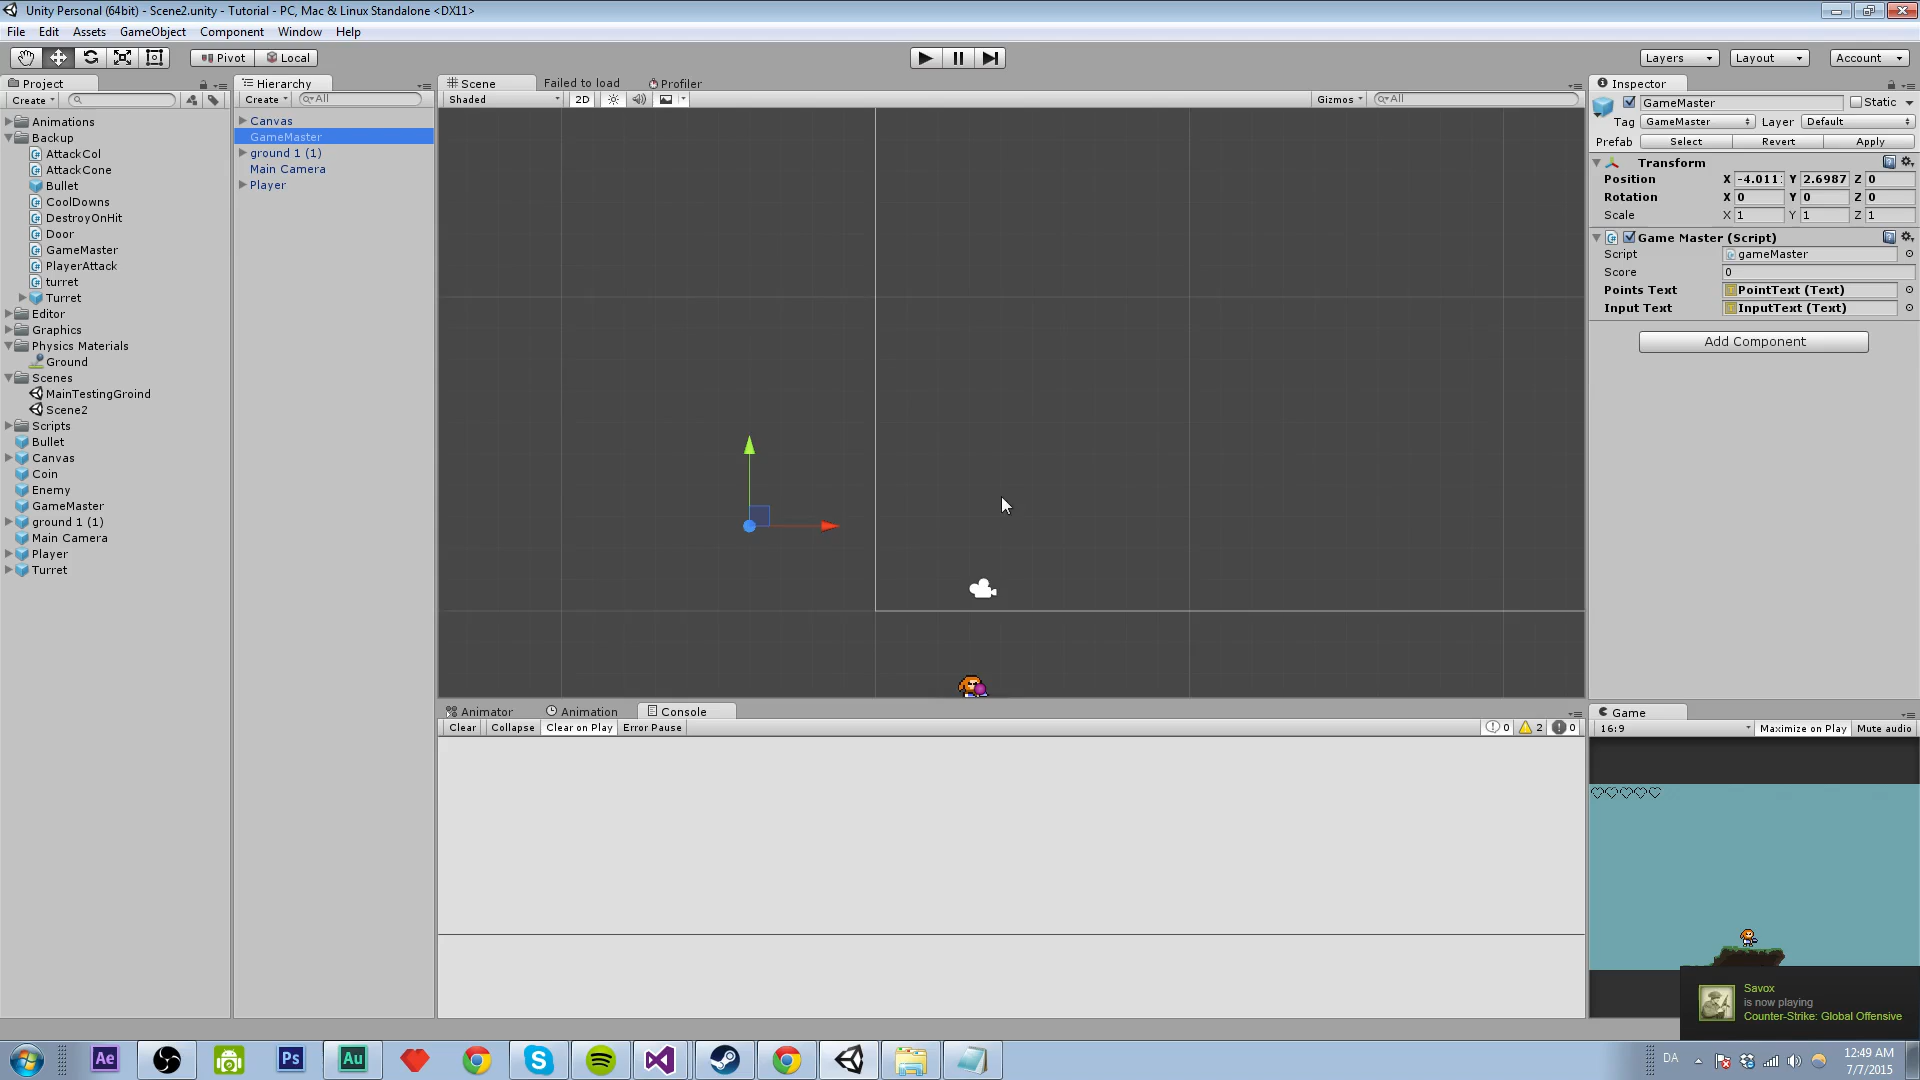 Unity Personal (64bit) - Scene2.unity - Tutorial - PC, Mac & Linux Standalone <DX11>
File Edit Assets GameObject Component Window Help
Pivot Local Layers Layout Account
Project
Create
Animations
Backup
AttackCol
AttackCone
Bullet
CoolDowns
DestroyOnHit
Door
GameMaster
PlayerAttack
turret
Turret
Editor
Graphics
Physics Materials
Ground
Scenes
MainTestingGroind
Scene2
Scripts
Bullet
Canvas
Coin
Enemy
GameMaster
ground 1 (1)
Main Camera
Player
Turret
Hierarchy
Create All
Canvas
GameMaster
ground 1 (1)
Main Camera
Player
Scene Failed to load Profiler
Shaded 2D Gizmos All
Animator Animation Console
Clear Collapse Clear on Play Error Pause 0 2 0
Inspector
GameMaster Static
Tag GameMaster Layer Default
Prefab Select Revert Apply
Transform
Position X -4.011 Y 2.6987 Z 0
Rotation X 0 Y 0 Z 0
Scale X 1 Y 1 Z 1
Game Master (Script)
Script gameMaster
Score 0
Points Text PointText (Text)
Input Text InputText (Text)
Add Component
Game
16:9 Maximize on Play Mute audio
Savox
is now playing
Counter-Strike: Global Offensive
Ae Ps Au
DA
12:49 AM
7/7/2015